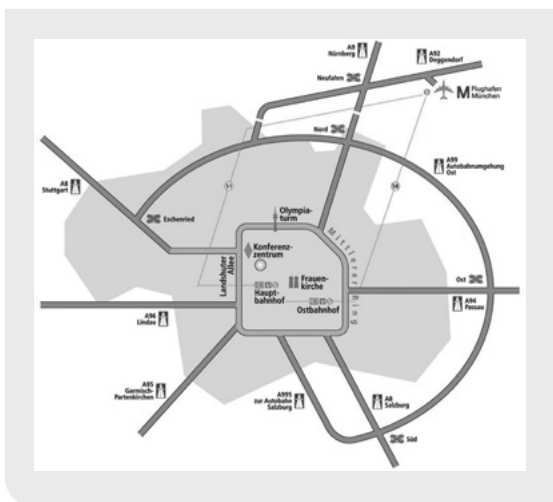 A9
Nürnberg
A92
Deggendorf
Neufahrn
M Flughafen
München
Nord
A99
Autobahnumgehung
Ost
A8
Stuttgart
S1
S8
Eschenried
Olympia-
turm
Mittlerer Ring
Konferenz-
zentrum
Landshuter
Allee
Frauen-
kirche
Haupt-
bahnhof
Ostbahnhof
Ost
A94
Passau
A96
Lindau
A95
Garmisch-
Partenkirchen
A995
zur Autobahn
Salzburg
A8
Salzburg
Süd